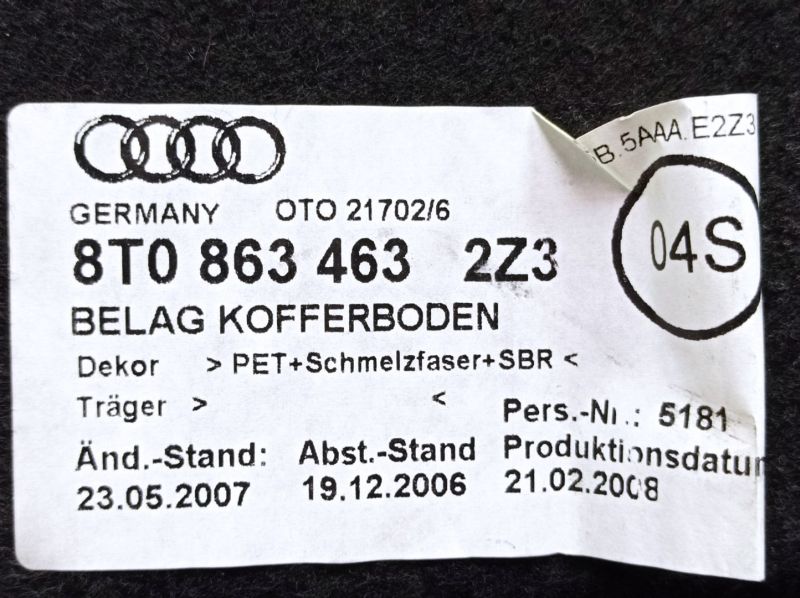 B.5AAA.E2Z3
GERMANY OTO 21702/6
04S
8T0 863 463 2Z3
BELAG KOFFERBODEN
Dekor > PET+Schmelzfaser+SBR <
Träger > <
Pers.-Nr.: 5181
Änd.-Stand: Abst.-Stand Produktionsdatum
23.05.2007 19.12.2006 21.02.2008